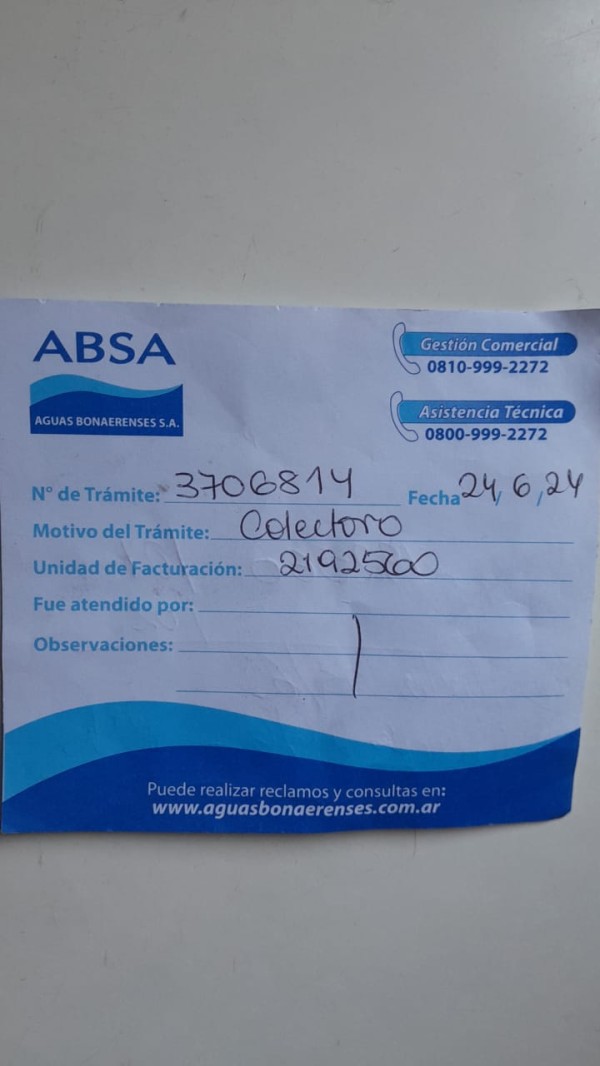 ABSA
AGUAS BONAERENSES S.A.
Gestión Comercial
0810-999-2272
Asistencia Técnica
0800-999-2272
N° de Trámite: 3706814 Fecha 24, 6, 24
Motivo del Trámite: Colectoro
Unidad de Facturación: 2192560
Fue atendido por:
Observaciones:
Puede realizar reclamos y consultas en:
www.aguasbonaerenses.com.ar